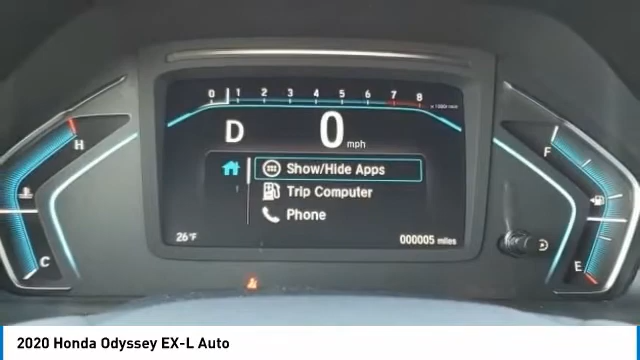 0 1 2 3 4 5 6 7 8
x 1000r/min
D 0 mph
H F
Show/Hide Apps
Trip Computer
Phone
C 26°F 000005 miles E
2020 Honda Odyssey EX-L Auto